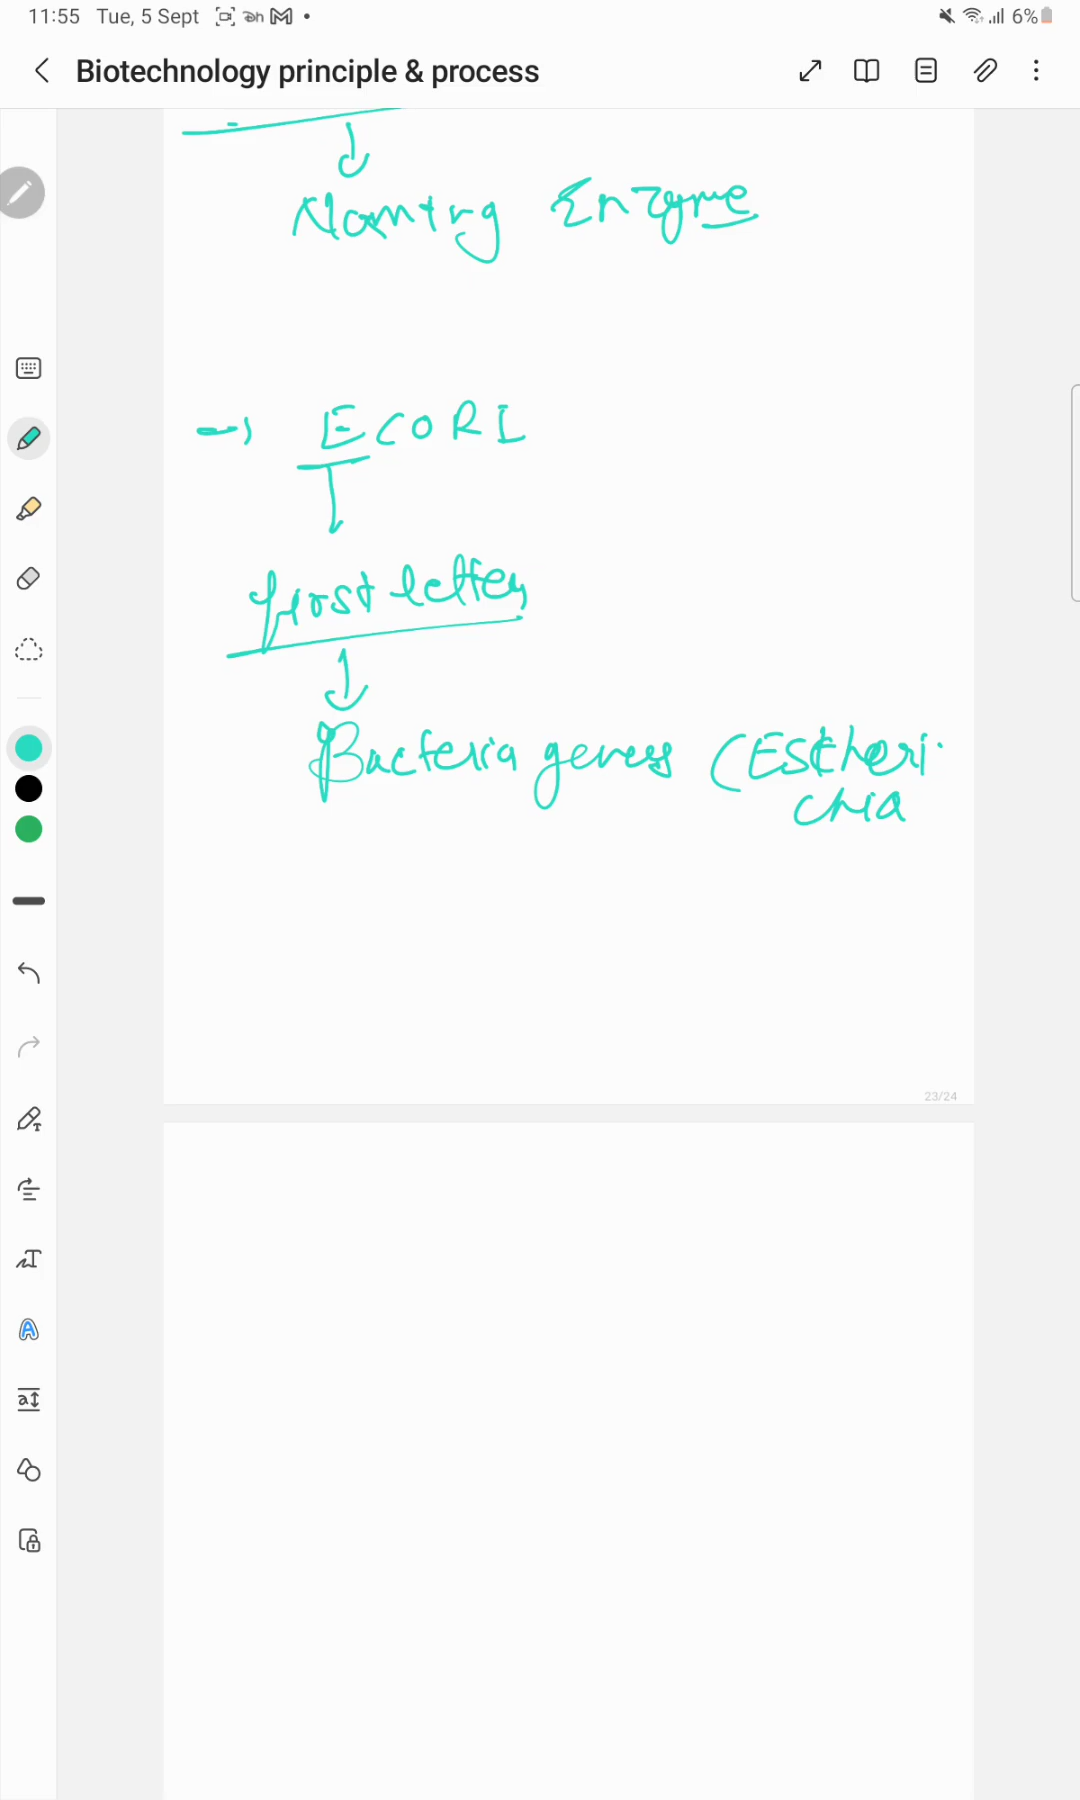 11:55 Tue, 5 Sept 6%
Biotechnology principle & process
Naming Enzyme
→ ECORI
first letter
Bacteria genes (Escheri-
chia
23/24